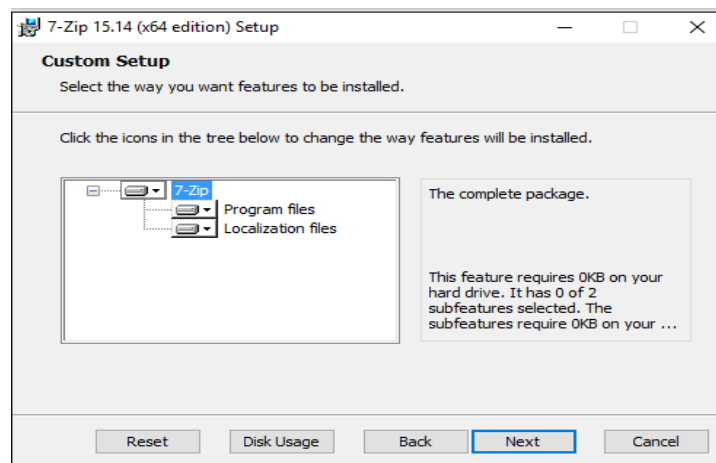 7-Zip 15.14 (x64 edition) Setup
Custom Setup
Select the way you want features to be installed.
Click the icons in the tree below to change the way features will be installed.
7-Zip
Program files
Localization files
The complete package.
This feature requires 0KB on your
hard drive. It has 0 of 2
subfeatures selected. The
subfeatures require 0KB on your ...
Reset Disk Usage Back Next Cancel